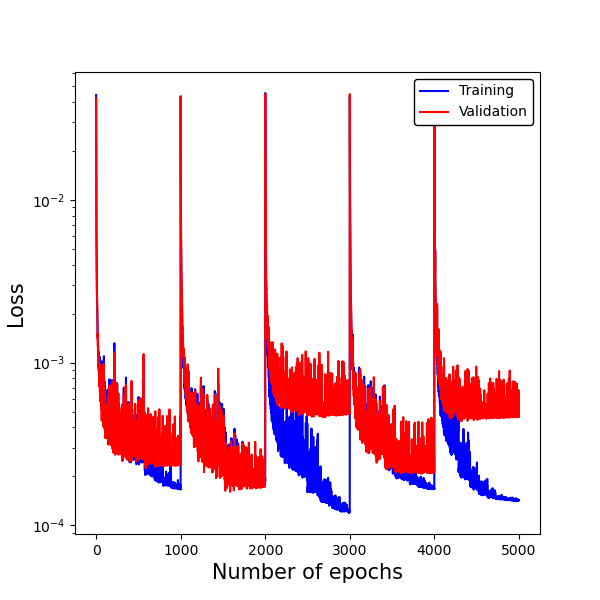 Training
Validation
Loss
10⁻²
10⁻³
10⁻⁴
0 1000 2000 3000 4000 5000
Number of epochs